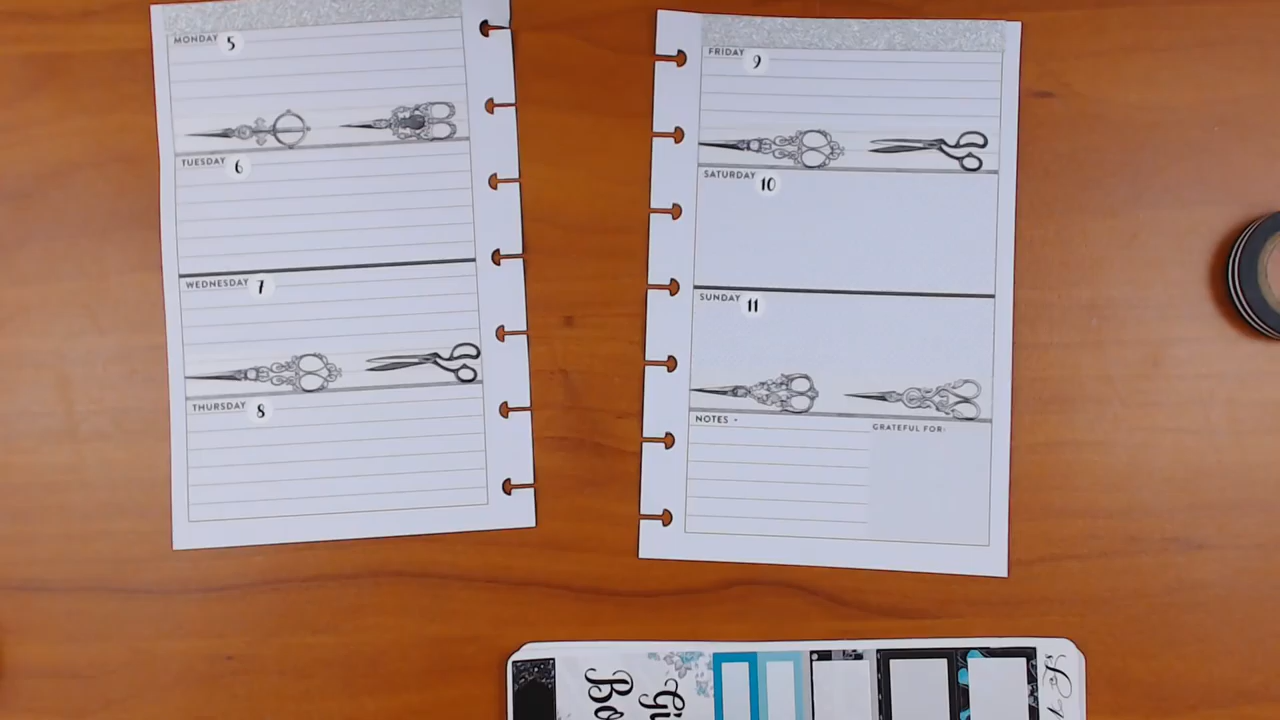 MONDAY 5
TUESDAY 6
WEDNESDAY 7
THURSDAY 8
FRIDAY 9
SATURDAY 10
SUNDAY 11
NOTES -
GRATEFUL FOR: